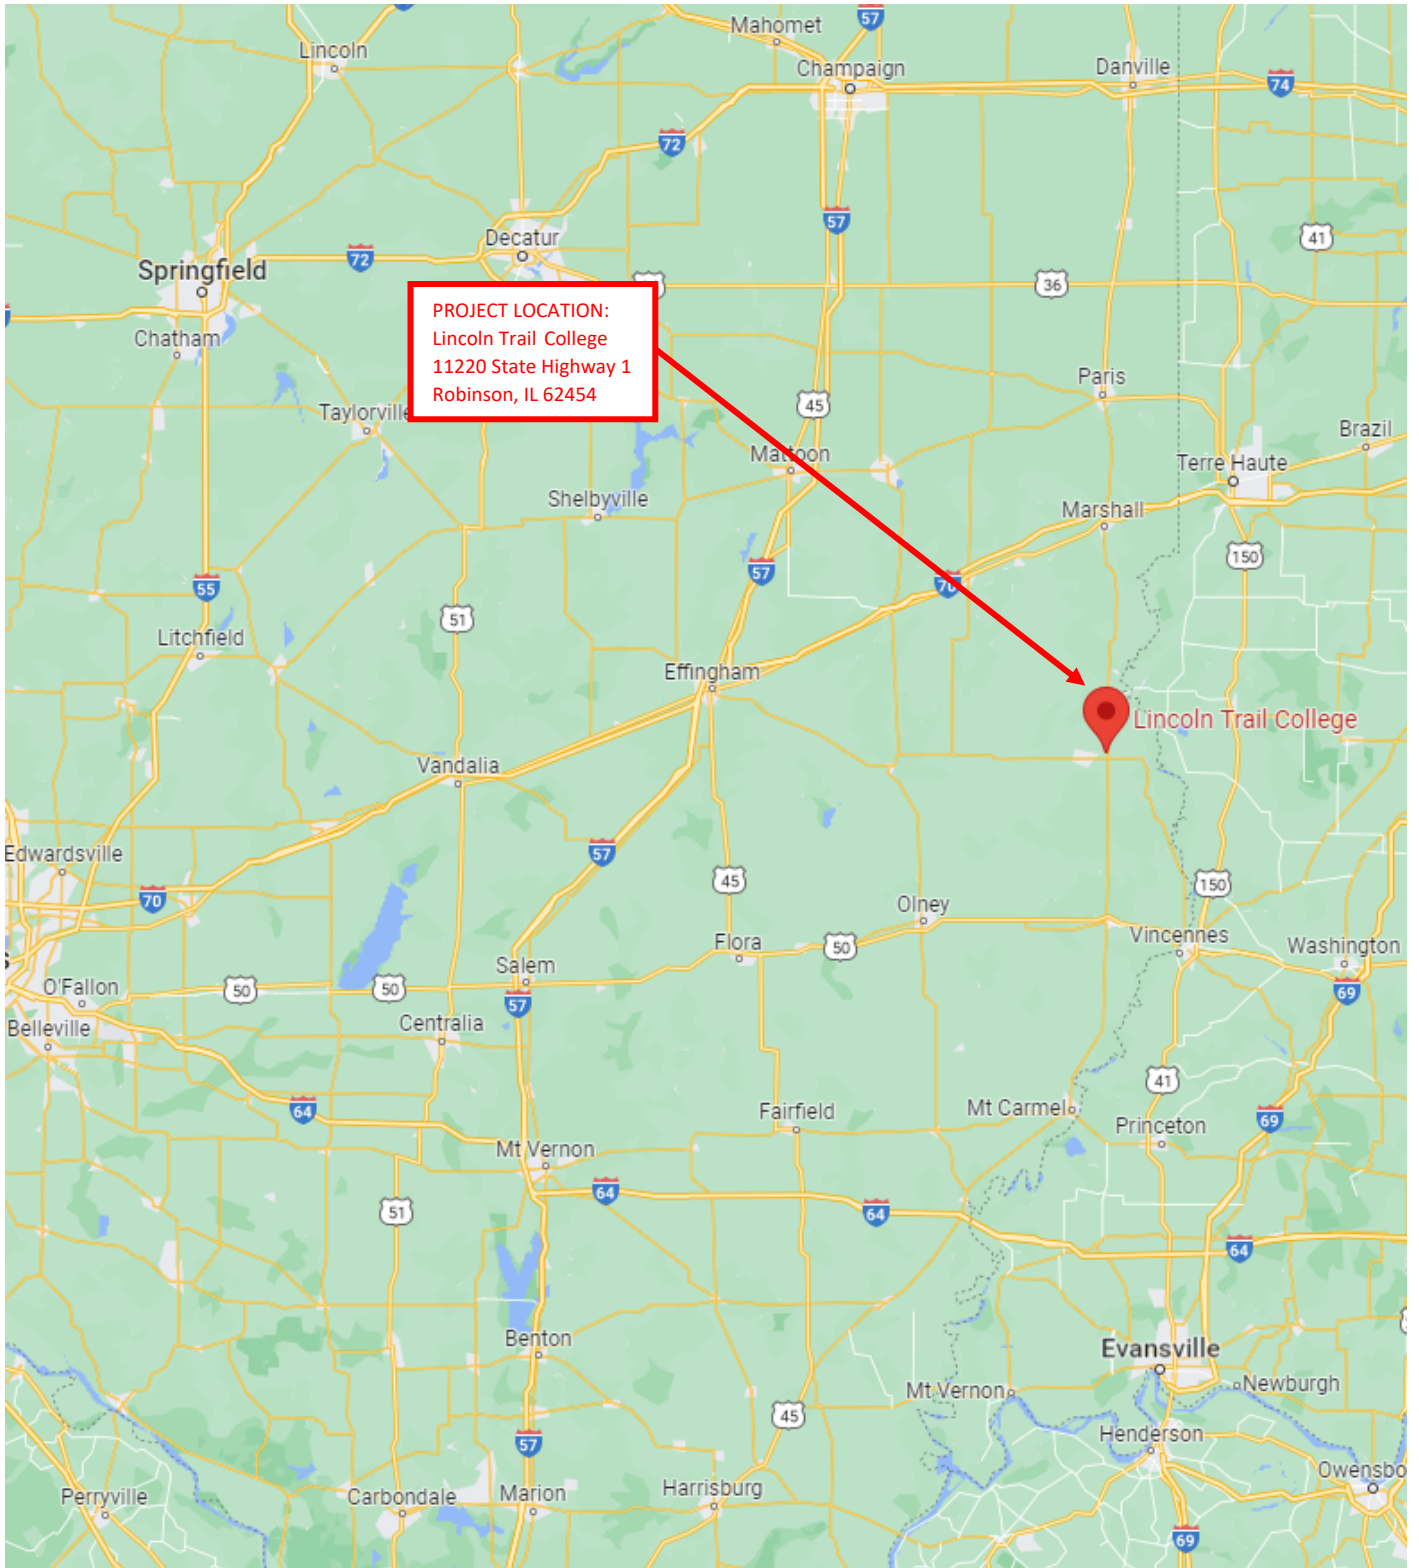 Mahomet
57
Lincoln
Champaign
Danville
74
72
57
41
Decatur
72
Springfield
36
PROJECT LOCATION:
Lincoln Trail College
11220 State Highway 1
Robinson, IL 62454
Chatham
Paris
45
Taylorville
Brazil
Mattoon
Terre Haute
Shelbyville
Marshall
150
57
70
55
51
Litchfield
Effingham
Lincoln Trail College
Vandalia
57
Edwardsville
45
150
70
Olney
Vincennes
Flora
50
Washington
Salem
O'Fallon
50
50
69
57
Centralia
Belleville
41
64
Fairfield
Mt Carmel
69
Princeton
Mt Vernon
64
51
64
64
Benton
Evansville
Mt Vernon
Newburgh
45
Henderson
57
Owensbo
Perryville
Carbondale
Marion
Harrisburg
69